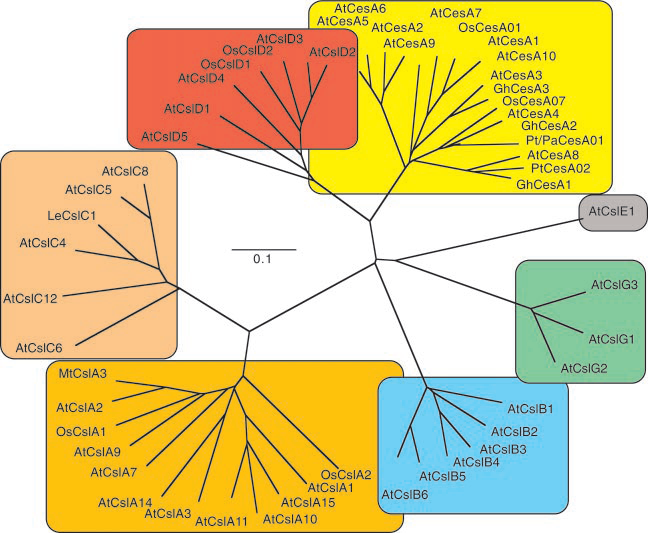 AtCesA6
AtCesA5
AtCesA2
AtCesA9
AtCesA7
OsCesA01
AtCesA1
AtCesA10
AtCesA3
GhCesA3
OsCesA07
AtCesA4
GhCesA2
Pt/PaCesA01
AtCesA8
PtCesA02
GhCesA1
AtCslD3
OsCslD2
AtCslD2
OsCslD1
AtCslD4
AtCslD1
AtCslD5
AtCslC8
AtCslC5
LeCslC1
AtCslC4
AtCslC12
AtCslC6
0.1
AtCslE1
AtCslG3
AtCslG1
AtCslG2
MtCslA3
AtCslA2
OsCslA1
AtCslA9
AtCslA7
AtCslA14
AtCslA3
AtCslA11
AtCslA10
AtCslA15
AtCslA1
OsCslA2
AtCslB1
AtCslB2
AtCslB3
AtCslB4
AtCslB5
AtCslB6